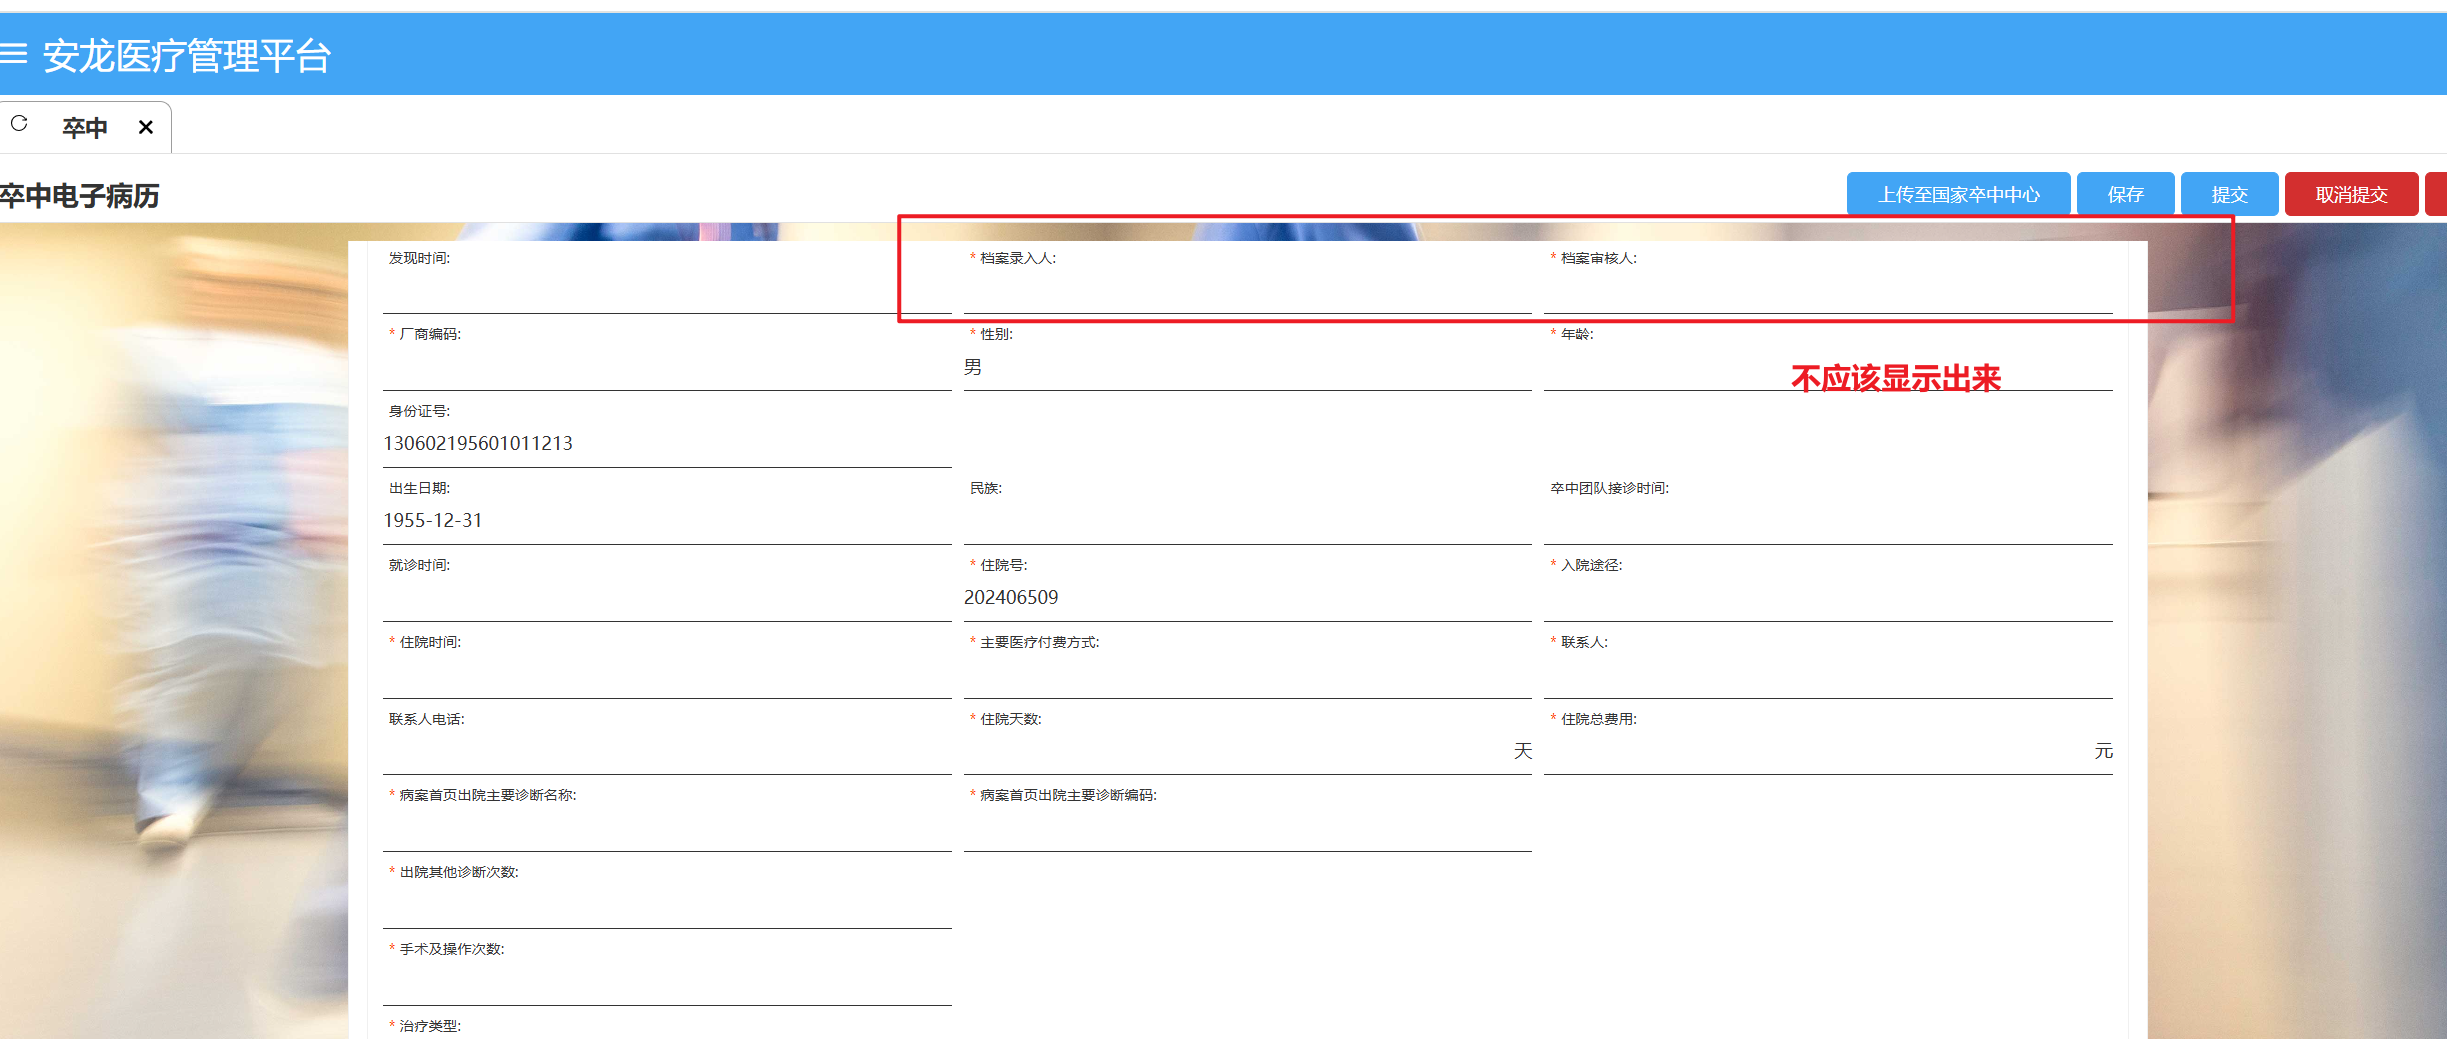 安龙医疗管理平台
卒中
卒中电子病历
上传至国家卒中中心 保存 提交 取消提交
发现时间: * 档案录入人: * 档案审核人:
* 厂商编码: * 性别: * 年龄:
男
不应该显示出来
身份证号:
130602195601011213
出生日期: 民族: 卒中团队接诊时间:
1955-12-31
就诊时间: * 住院号: * 入院途径:
202406509
* 住院时间: * 主要医疗付费方式: * 联系人:
联系人电话: * 住院天数: * 住院总费用:
天 元
* 病案首页出院主要诊断名称: * 病案首页出院主要诊断编码:
* 出院其他诊断次数:
* 手术及操作次数:
* 治疗类型: